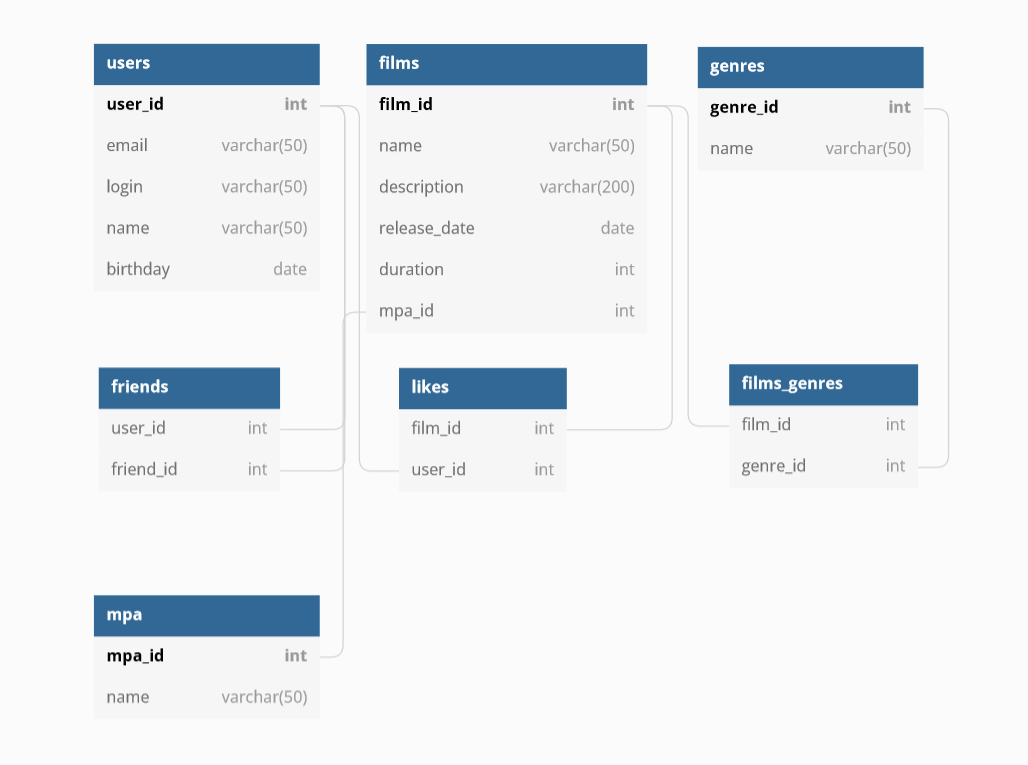 users
user_id int
email varchar(50)
login varchar(50)
name varchar(50)
birthday date
films
film_id int
name varchar(50)
description varchar(200)
release_date date
duration int
mpa_id int
genres
genre_id int
name varchar(50)
friends
user_id int
friend_id int
likes
film_id int
user_id int
films_genres
film_id int
genre_id int
mpa
mpa_id int
name varchar(50)